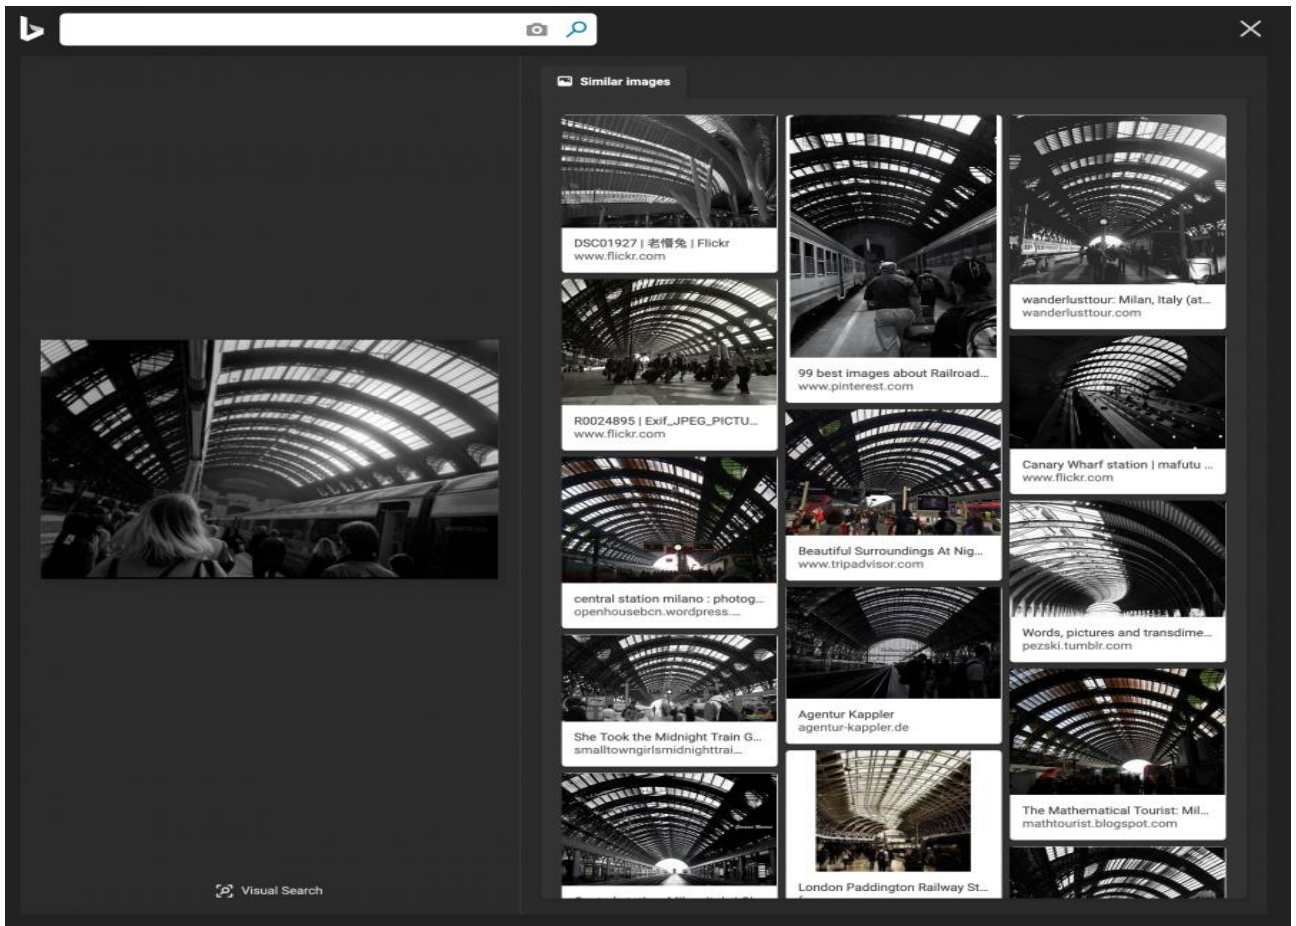 Similar images
DSC01927 | 老懵兔 | Flickr
www.flickr.com
R0024895 | Exif_JPEG_PICTU...
www.flickr.com
central station milano : photog...
openhousebcn.wordpress....
She Took the Midnight Train G...
smalltowngirlsmidnighttrai...
99 best images about Railroad...
www.pinterest.com
Beautiful Surroundings At Nig...
www.tripadvisor.com
Agentur Kappler
agentur-kappler.de
London Paddington Railway St...
wanderlusttour: Milan, Italy (at...
wanderlusttour.com
Canary Wharf station | mafutu ...
www.flickr.com
Words, pictures and transdime...
pezski.tumblr.com
The Mathematical Tourist: Mil...
mathtourist.blogspot.com
Visual Search